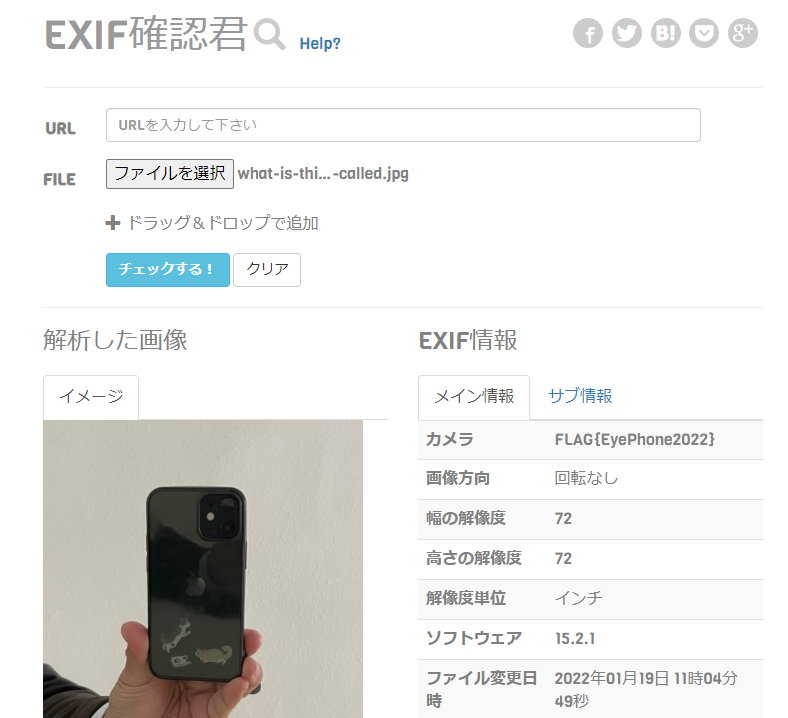 EXIF確認君 Help?
URL URLを入力して下さい
FILE ファイルを選択 what-is-thi...-called.jpg
ドラッグ＆ドロップで追加
チェックする！ クリア
解析した画像
イメージ
EXIF情報
メイン情報 サブ情報
カメラ FLAG{EyePhone2022}
画像方向 回転なし
幅の解像度 72
高さの解像度 72
解像度単位 インチ
ソフトウェア 15.2.1
ファイル変更日時 2022年01月19日 11時04分
49秒